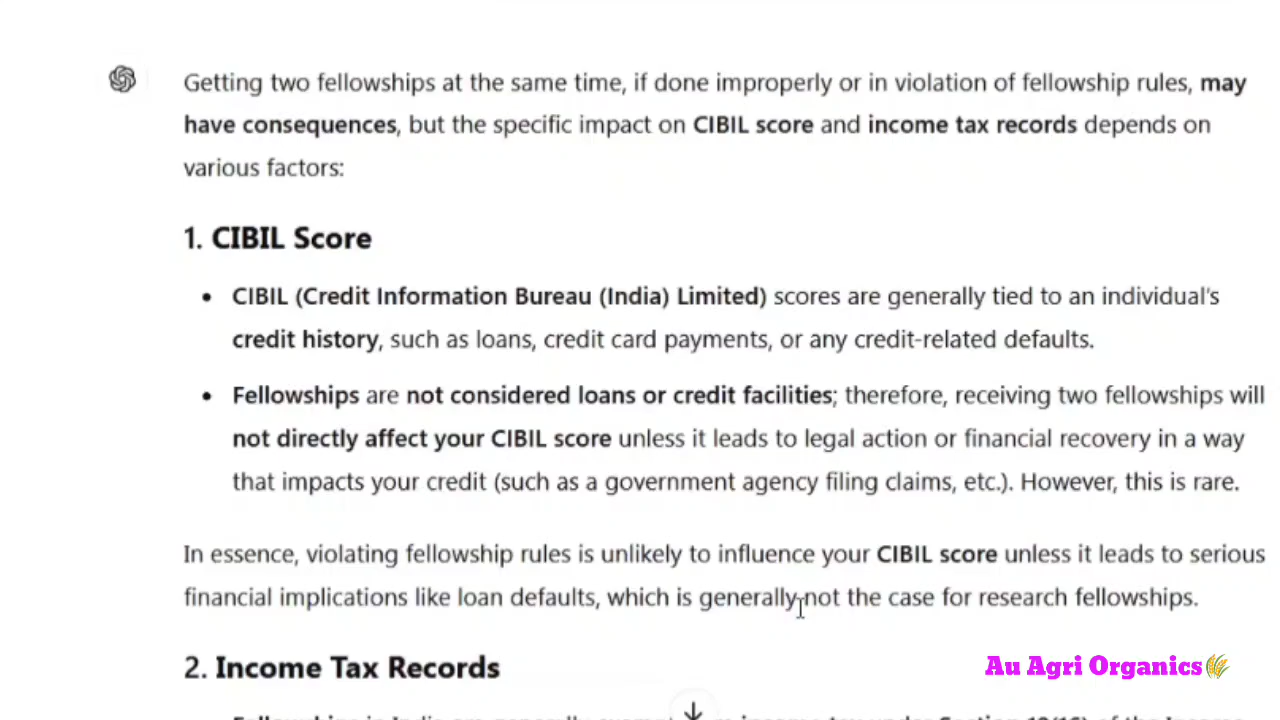 Getting two fellowships at the same time, if done improperly or in violation of fellowship rules, may
have consequences, but the specific impact on CIBIL score and income tax records depends on
various factors:
1. CIBIL Score
• CIBIL (Credit Information Bureau (India) Limited) scores are generally tied to an individual's
credit history, such as loans, credit card payments, or any credit-related defaults.
• Fellowships are not considered loans or credit facilities; therefore, receiving two fellowships will
not directly affect your CIBIL score unless it leads to legal action or financial recovery in a way
that impacts your credit (such as a government agency filing claims, etc.). However, this is rare.
In essence, violating fellowship rules is unlikely to influence your CIBIL score unless it leads to serious
financial implications like loan defaults, which is generally not the case for research fellowships.
2. Income Tax Records
Au Agri Organics